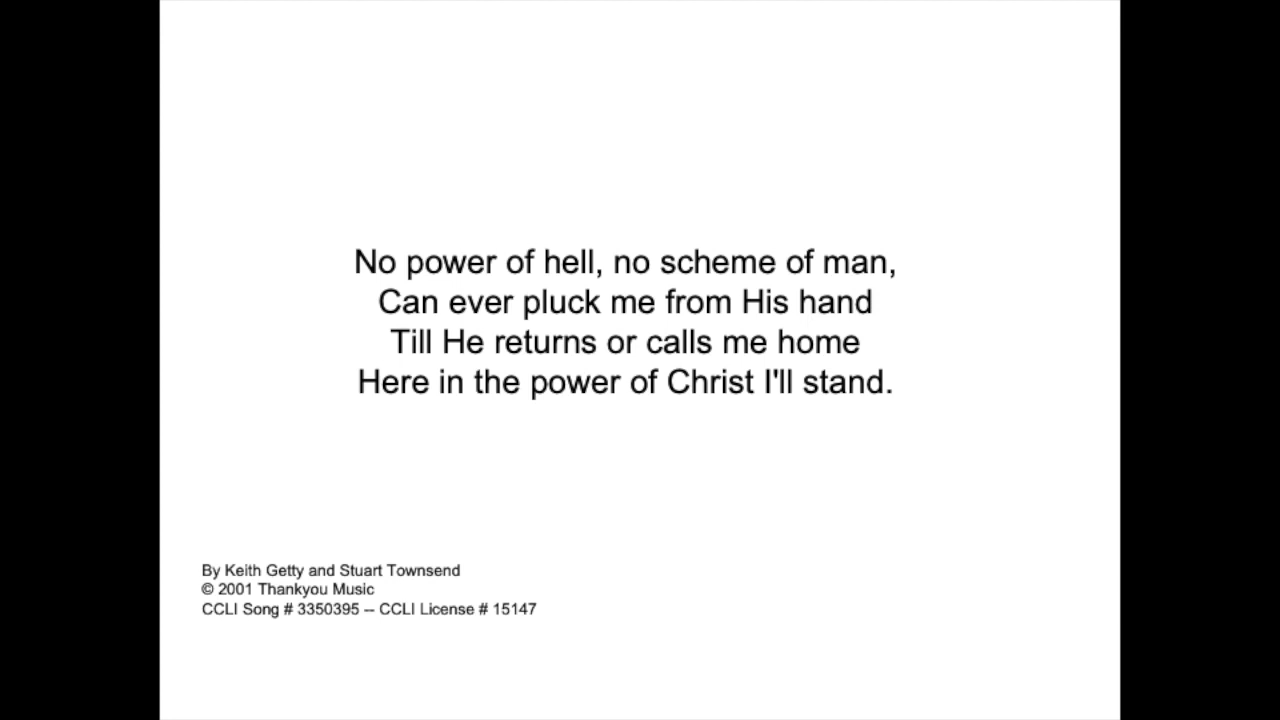 No power of hell, no scheme of man,
Can ever pluck me from His hand
Till He returns or calls me home
Here in the power of Christ I'll stand.
By Keith Getty and Stuart Townsend
© 2001 Thankyou Music
CCLI Song # 3350395 -- CCLI License # 15147